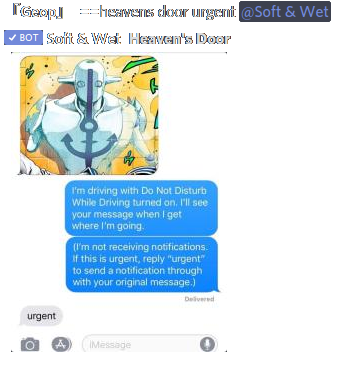 『Geop』 ==heavens door urgent @Soft & Wet
✓ BOT Soft & Wet Heaven's Door
I'm driving with Do Not Disturb
While Driving turned on. I'll see
your message when I get
where I'm going.
(I'm not receiving notifications.
If this is urgent, reply "urgent"
to send a notification through
with your original message.)
Delivered
urgent
iMessage